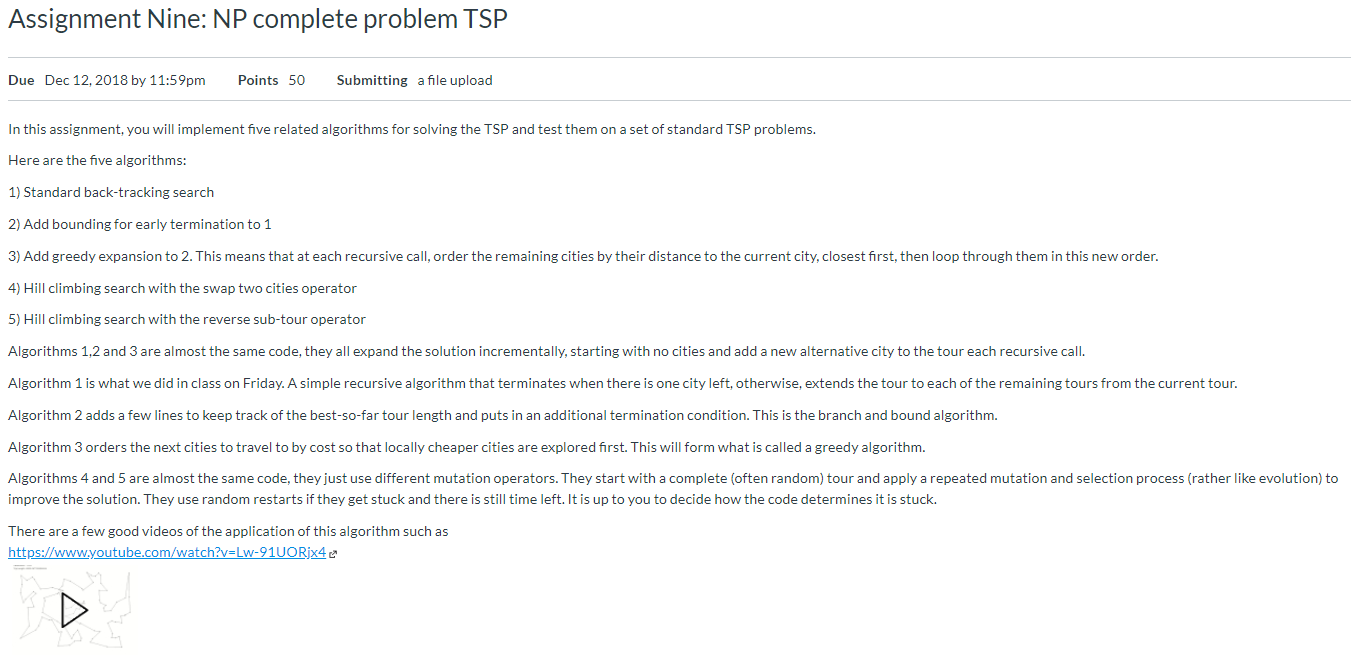 Assignment Nine: NP complete problem TSP
Due Dec 12, 2018 by 11:59pm Points 50 Submitting a file upload
In this assignment, you will implement five related algorithms for solving the TSP and test them on a set of standard TSP problems.
Here are the five algorithms:
1) Standard back-tracking search
2) Add bounding for early termination to 1
3) Add greedy expansion to 2. This means that at each recursive call, order the remaining cities by their distance to the current city, closest first, then loop through them in this new order.
4) Hill climbing search with the swap two cities operator
5) Hill climbing search with the reverse sub-tour operator
Algorithms 1,2 and 3 are almost the same code, they all expand the solution incrementally, starting with no cities and add a new alternative city to the tour each recursive call.
Algorithm 1 is what we did in class on Friday. A simple recursive algorithm that terminates when there is one city left, otherwise, extends the tour to each of the remaining tours from the current tour.
Algorithm 2 adds a few lines to keep track of the best-so-far tour length and puts in an additional termination condition. This is the branch and bound algorithm.
Algorithm 3 orders the next cities to travel to by cost so that locally cheaper cities are explored first. This will form what is called a greedy algorithm.
Algorithms 4 and 5 are almost the same code, they just use different mutation operators. They start with a complete (often random) tour and apply a repeated mutation and selection process (rather like evolution) to
improve the solution. They use random restarts if they get stuck and there is still time left. It is up to you to decide how the code determines it is stuck.
There are a few good videos of the application of this algorithm such as
https://www.youtube.com/watch?v=Lw-91UORjx4